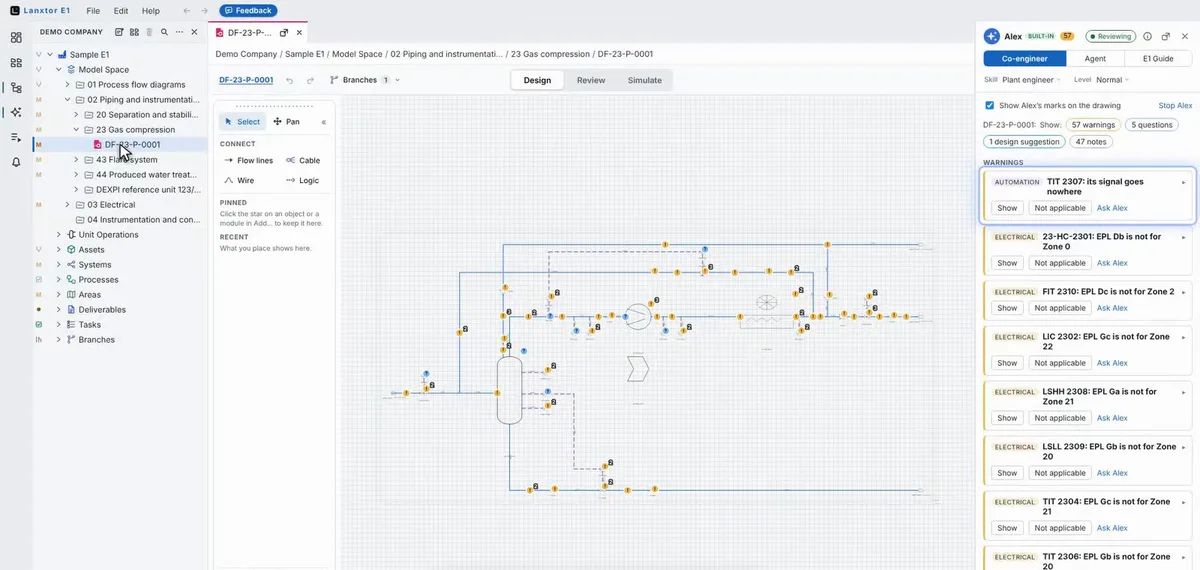 Lanxtor E1
File Edit Help
Feedback
DEMO COMPANY
Sample E1
Model Space
01 Process flow diagrams
02 Piping and instrumentati...
20 Separation and stabili...
23 Gas compression
DF-23-P-0001
43 Flare system
44 Produced water treat...
DEXPI reference unit 123/...
03 Electrical
04 Instrumentation and con...
Unit Operations
Assets
Systems
Processes
Areas
Deliverables
Tasks
Branches
DF-23-P-...
Demo Company / Sample E1 / Model Space / 02 Piping and instrumentati... / 23 Gas compression / DF-23-P-0001
DF-23-P-0001
Branches 1
Design Review Simulate
Select Pan
CONNECT
Flow lines Cable
Wire Logic
PINNED
Click the star on an object or a
module in Add... to keep it here.
RECENT
What you place shows here.
Alex BUILT-IN 57 Reviewing
Co-engineer Agent E1 Guide
Skill Plant engineer Level Normal
Show Alex's marks on the drawing Stop Alex
DF-23-P-0001: Show: 57 warnings 5 questions
1 design suggestion 47 notes
WARNINGS
AUTOMATION TIT 2307: its signal goes
nowhere
Show Not applicable Ask Alex
ELECTRICAL 23-HC-2301: EPL Db is not for
Zone 0
Show Not applicable Ask Alex
ELECTRICAL FIT 2310: EPL Dc is not for Zone 2
Show Not applicable Ask Alex
ELECTRICAL LIC 2302: EPL Gc is not for Zone
22
Show Not applicable Ask Alex
ELECTRICAL LSHH 2308: EPL Ga is not for
Zone 21
Show Not applicable Ask Alex
ELECTRICAL LSLL 2309: EPL Gb is not for Zone
20
Show Not applicable Ask Alex
ELECTRICAL TIT 2304: EPL Gc is not for Zone
21
Show Not applicable Ask Alex
ELECTRICAL TIT 2306: EPL Gb is not for Zone
20